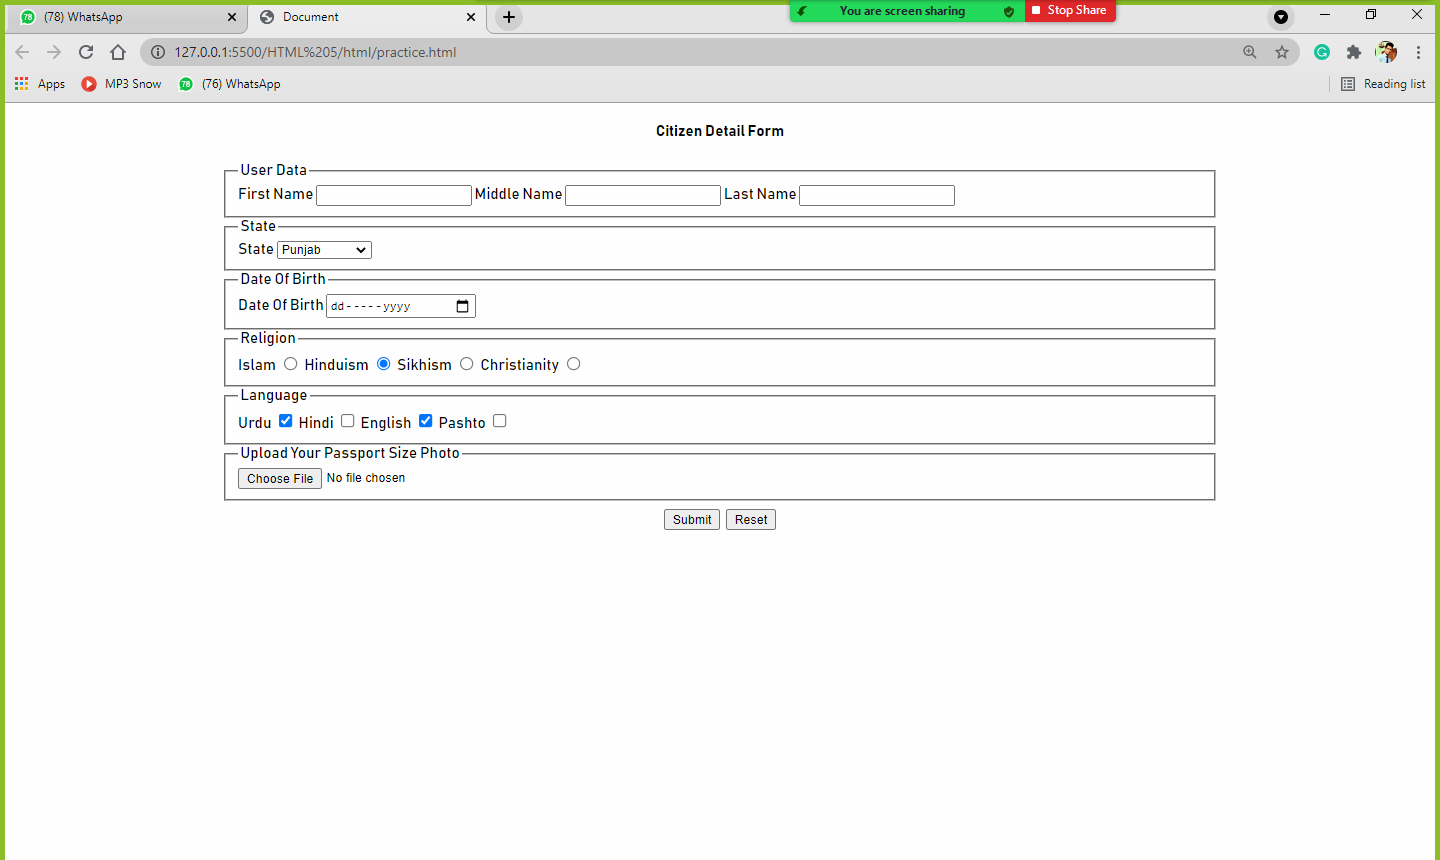 (78) WhatsApp Document You are screen sharing Stop Share
127.0.0.1:5500/HTML%205/html/practice.html
Apps MP3 Snow 78 (76) WhatsApp Reading list
Citizen Detail Form
User Data
First Name Middle Name Last Name
State
State Punjab
Date Of Birth
Date Of Birth dd-----yyyy
Religion
Islam Hinduism Sikhism Christianity
Language
Urdu Hindi English Pashto
Upload Your Passport Size Photo
Choose File No file chosen
Submit Reset